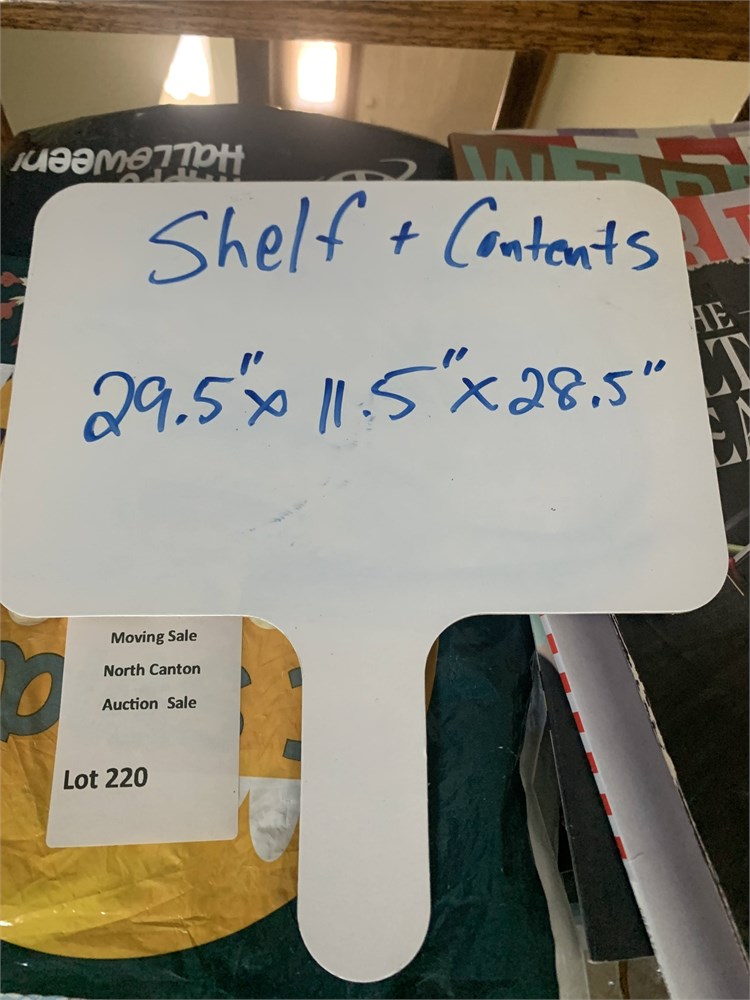 Happy
Halloween!
Shelf + Contents
29.5" x 11.5" x 28.5"
Moving Sale
North Canton
Auction Sale
Lot 220